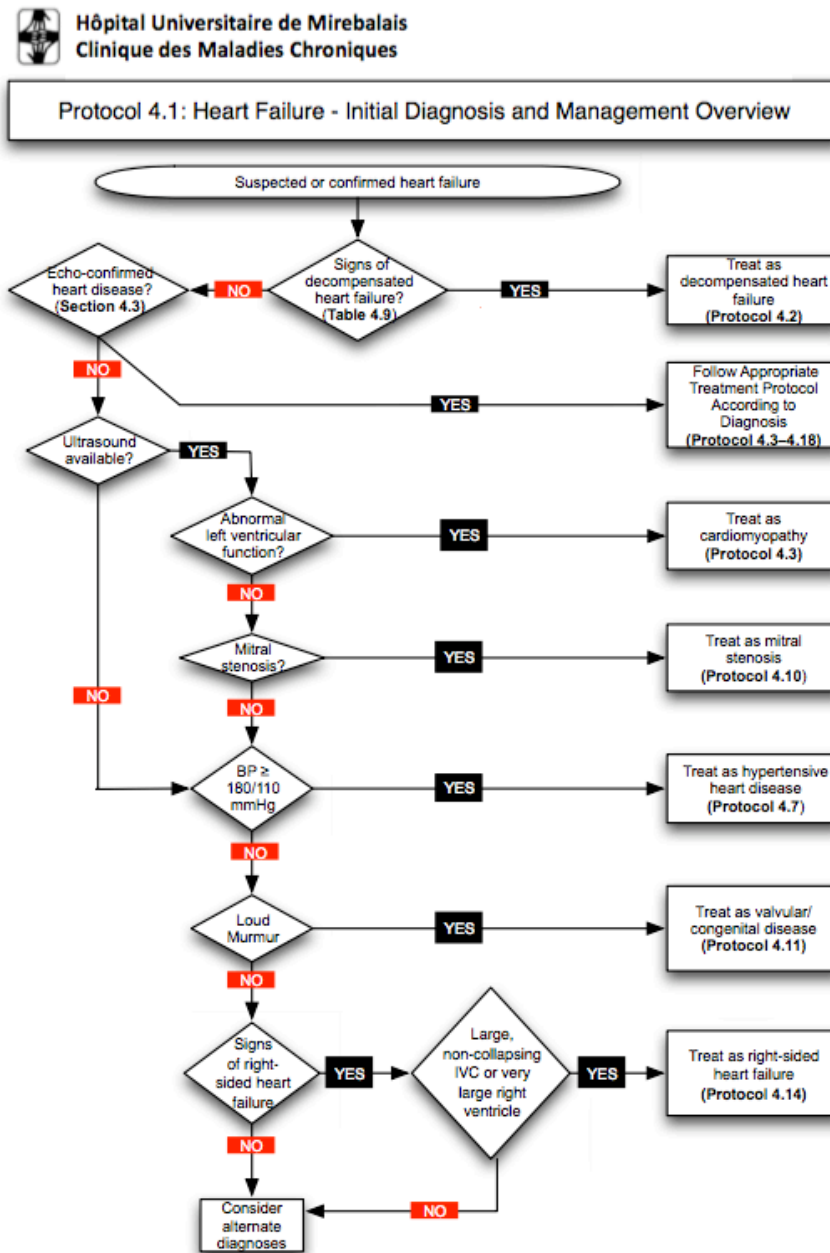 Hôpital Universitaire de Mirebalais
Clinique des Maladies Chroniques
Protocol 4.1: Heart Failure - Initial Diagnosis and Management Overview
Suspected or confirmed heart failure
Echo-confirmed
heart disease?
(Section 4.3)
NO
Signs of
decompensated
heart failure?
(Table 4.9)
YES
Treat as
decompensated heart
failure
(Protocol 4.2)
NO
YES
Follow Appropriate
Treatment Protocol
According to
Diagnosis
(Protocol 4.3–4.18)
Ultrasound
available?
YES
Abnormal
left ventricular
function?
YES
Treat as
cardiomyopathy
(Protocol 4.3)
NO
Mitral
stenosis?
YES
Treat as mitral
stenosis
(Protocol 4.10)
NO
NO
BP ≥
180/110
mmHg
YES
Treat as hypertensive
heart disease
(Protocol 4.7)
NO
Loud
Murmur
YES
Treat as valvular/
congenital disease
(Protocol 4.11)
NO
Signs
of right-
sided heart
failure
YES
Large,
non-collapsing
IVC or very
large right
ventricle
YES
Treat as right-sided
heart failure
(Protocol 4.14)
NO
Consider
alternate
diagnoses
NO